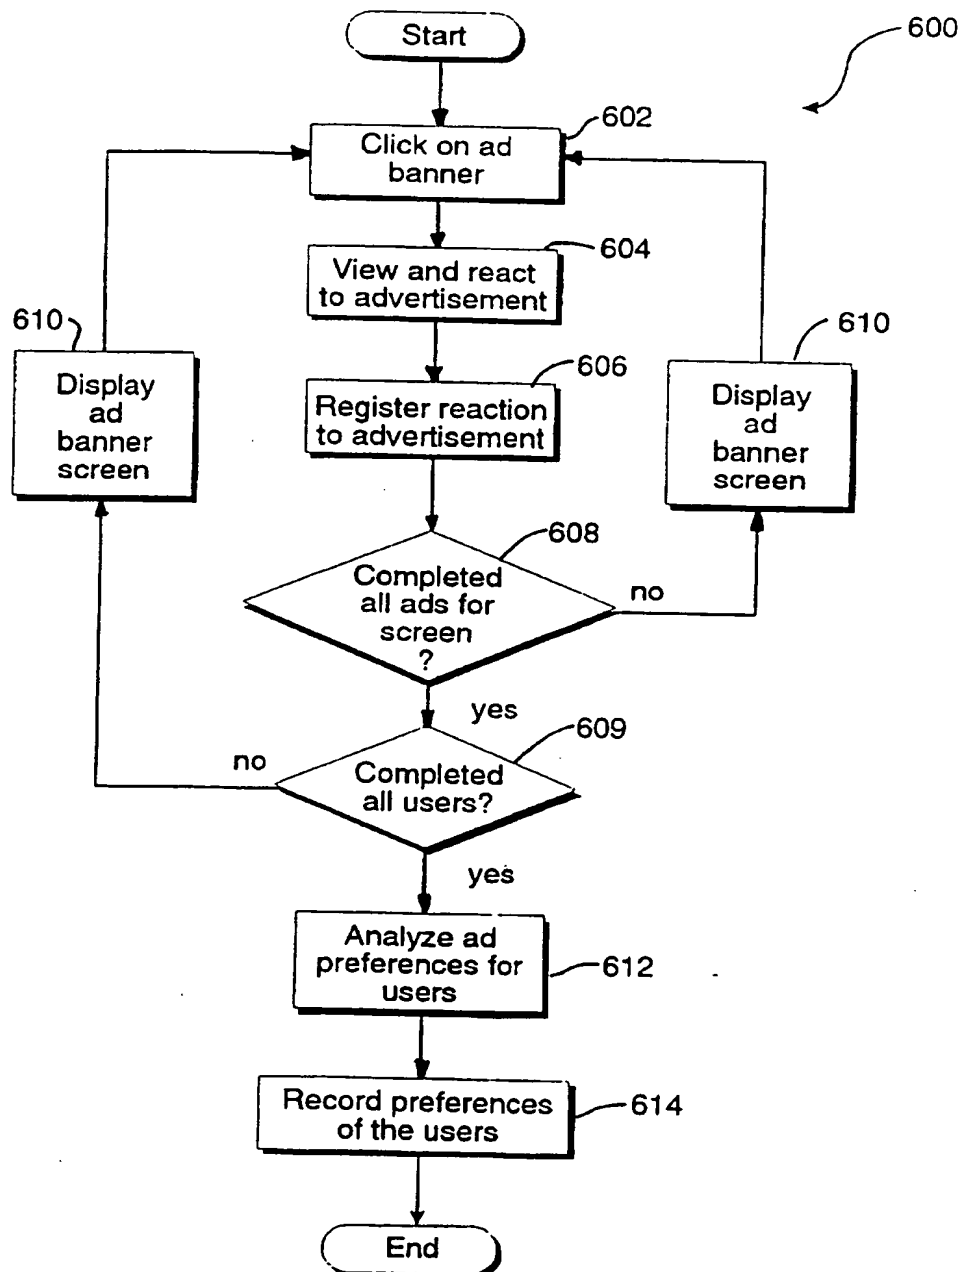 Start
600
602
Click on ad
banner
604
View and react
to advertisement
610
Display
ad
banner
screen
606
Register reaction
to advertisement
610
Display
ad
banner
screen
608
Completed
all ads for
screen
?
no
yes
609
no
Completed
all users?
yes
Analyze ad
preferences for
users
612
Record preferences
of the users
614
End